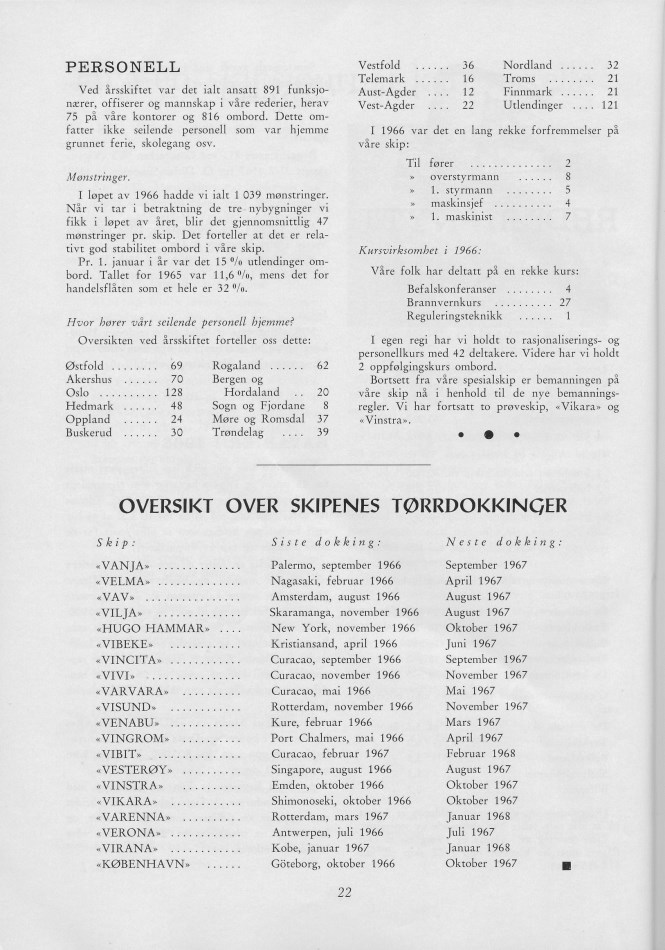 PERSONELL
Ved årsskiftet var det ialt ansatt 891 funksjo-
nærer, offiserer og mannskap i våre rederier, herav
75 på våre kontorer og 816 ombord. Dette om-
fatter ikke seilende personell som var hjemme
grunnet ferie, skolegang osv.
Mønstringer.
I løpet av 1966 hadde vi ialt 1 039 mønstringer.
Når vi tar i betraktning de tre nybygninger vi
fikk i løpet av året, blir det gjennomsnittlig 47
mønstringer pr. skip. Det forteller at det er rela-
tivt god stabilitet ombord i våre skip.
Pr. 1. januar i år var det 15 % utlendinger om-
bord. Tallet for 1965 var 11,6 %, mens det for
handelsflåten som et hele er 32 %.
Hvor hører vårt seilende personell hjemme?
Oversikten ved årsskiftet forteller oss dette:
Østfold ........ 69
Akershus ...... 70
Oslo .......... 128
Hedmark ...... 48
Oppland ...... 24
Buskerud ...... 30
Rogaland ...... 62
Bergen og
Hordaland .. 20
Sogn og Fjordane 8
Møre og Romsdal 37
Trøndelag .... 39
Vestfold ...... 36
Telemark ...... 16
Aust-Agder .... 12
Vest-Agder .... 22
Nordland ...... 32
Troms ........ 21
Finnmark ...... 21
Utlendinger .... 121
I 1966 var det en lang rekke forfremmelser på
våre skip:
Til fører .............. 2
» overstyrmann ...... 8
» 1. styrmann ........ 5
» maskinsjef .......... 4
» 1. maskinist ........ 7
Kursvirksomhet i 1966:
Våre folk har deltatt på en rekke kurs:
Befalskonferanser ........ 4
Brannvernkurs .......... 27
Reguleringsteknikk ...... 1
I egen regi har vi holdt to rasjonaliserings- og
personellkurs med 42 deltakere. Videre har vi holdt
2 oppfølgingskurs ombord.
Bortsett fra våre spesialskip er bemanningen på
våre skip nå i henhold til de nye bemannings-
regler. Vi har fortsatt to prøveskip, «Vikara» og
«Vinstra».
OVERSIKT OVER SKIPENES TØRRDOKKINGER
Skip: Siste dokking: Neste dokking:
«VANJA» .............. Palermo, september 1966 September 1967
«VELMA» .............. Nagasaki, februar 1966 April 1967
«VAV» ................ Amsterdam, august 1966 August 1967
«VILJA» .............. Skaramanga, november 1966 August 1967
«HUGO HAMMAR» .... New York, november 1966 Oktober 1967
«VIBEKE» ............ Kristiansand, april 1966 Juni 1967
«VINCITA» ............ Curacao, september 1966 September 1967
«VIVI» ................ Curacao, november 1966 November 1967
«VARVARA» .......... Curacao, mai 1966 Mai 1967
«VISUND» ............ Rotterdam, november 1966 November 1967
«VENABU» ............ Kure, februar 1966 Mars 1967
«VINGROM» .......... Port Chalmers, mai 1966 April 1967
«VIBIT» .............. Curacao, februar 1967 Februar 1968
«VESTERØY» .......... Singapore, august 1966 August 1967
«VINSTRA» ........... Emden, oktober 1966 Oktober 1967
«VIKARA» ............ Shimonoseki, oktober 1966 Oktober 1967
«VARENNA» .......... Rotterdam, mars 1967 Januar 1968
«VERONA» ............ Antwerpen, juli 1966 Juli 1967
«VIRANA» ............ Kobe, januar 1967 Januar 1968
«KØBENHAVN» ...... Göteborg, oktober 1966 Oktober 1967
22